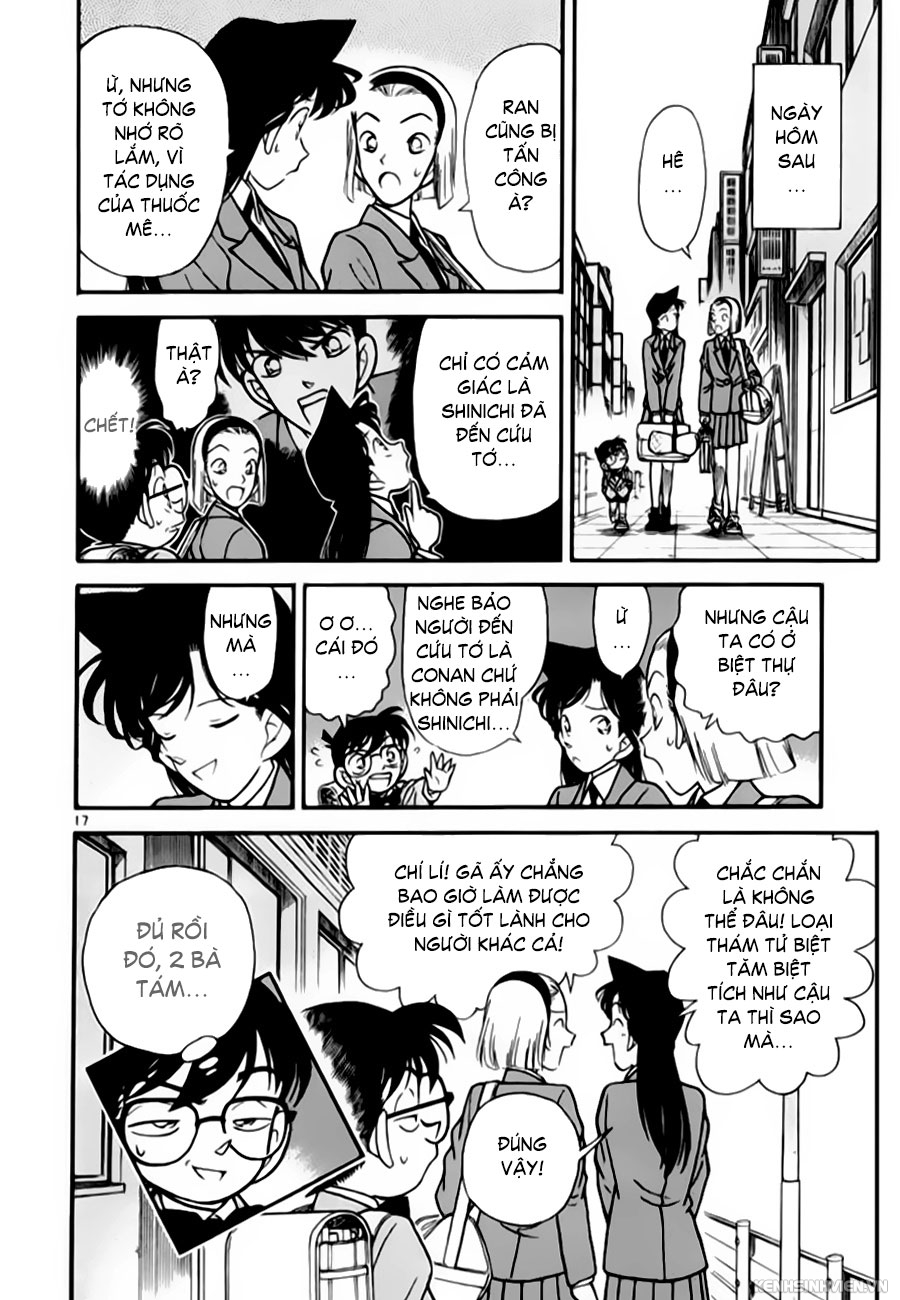 NGÀY
HÔM
SAU
...
HÊ
...
RAN
CŨNG BỊ
TẤN
CÔNG
À?
Ừ, NHƯNG
TỚ KHÔNG
NHỚ RÕ
LẮM, VÌ
TÁC DỤNG
CỦA THUỐC
MÊ...
CHỈ CÓ CẢM
GIÁC LÀ
SHINICHI ĐÃ
ĐẾN CỨU
TỚ...
THẬT
À?
CHẾT!
NHƯNG CẬU
TA CÓ Ở
BIỆT THỰ
ĐÂU?
Ừ
...
NGHE BẢO
NGƯỜI ĐẾN
CỨU TỚ LÀ
CONAN CHỨ
KHÔNG PHẢI
SHINICHI...
Ơ Ơ...
CÁI ĐÓ
...
NHƯNG
MÀ
...
17
CHẮC CHẮN
LÀ KHÔNG
THỂ ĐÂU! LOẠI
THÁM TỬ BIỆT
TĂM BIỆT
TÍCH NHƯ CẬU
TA THÌ SAO
MÀ...
CHÍ LÍ! GÃ ẤY CHẲNG
BAO GIỜ LÀM ĐƯỢC
ĐIỀU GÌ TỐT LÀNH CHO
NGƯỜI KHÁC CẢ!
ĐỦ RỒI
ĐÓ, 2 BÀ
TÁM...
ĐÚNG
VẬY!
KENHSINHVIEN.VN